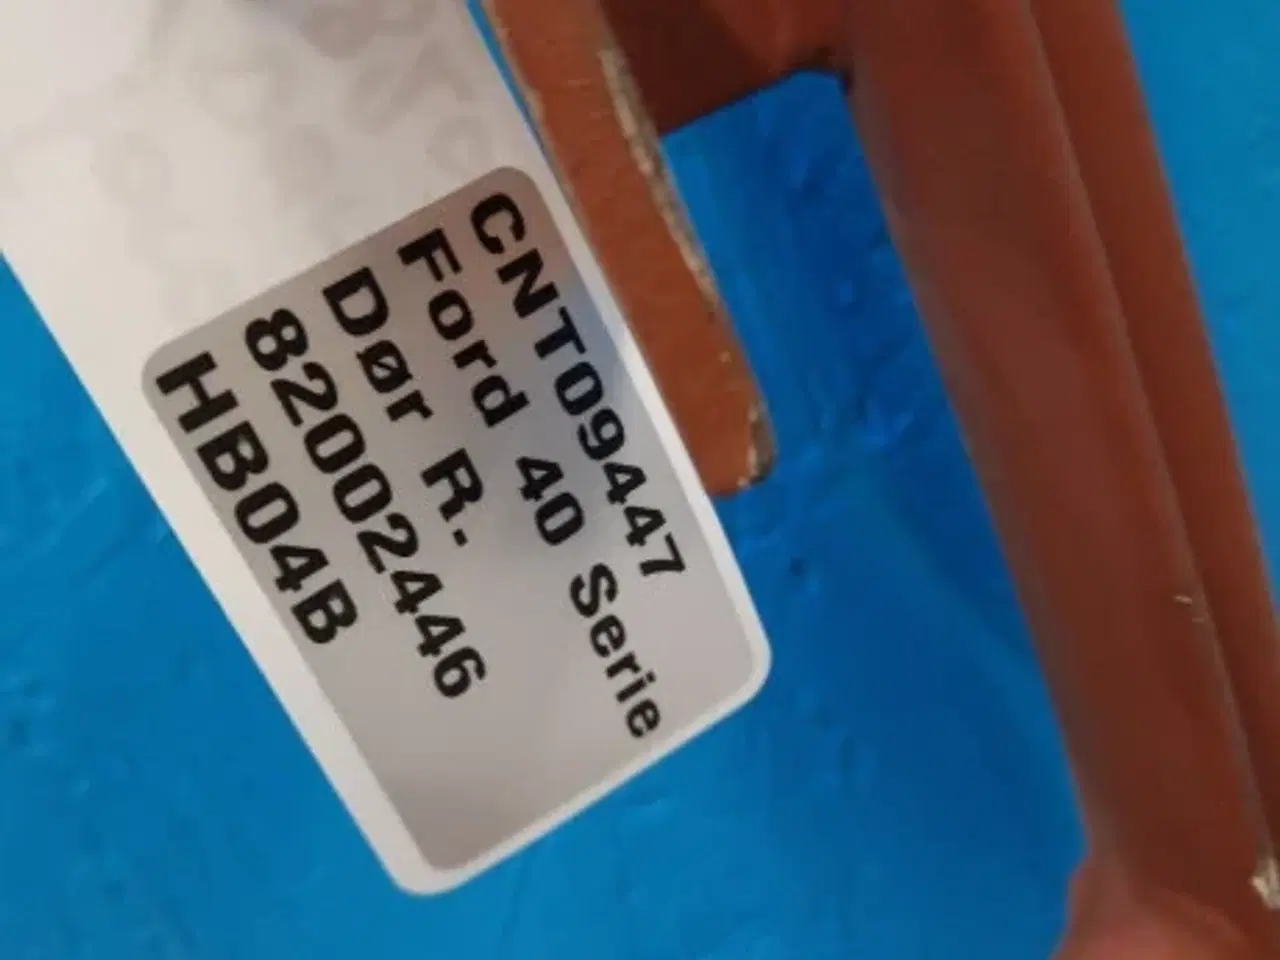 CNT09447
Ford 40 Serie
Dør R.
82002446
HB04B